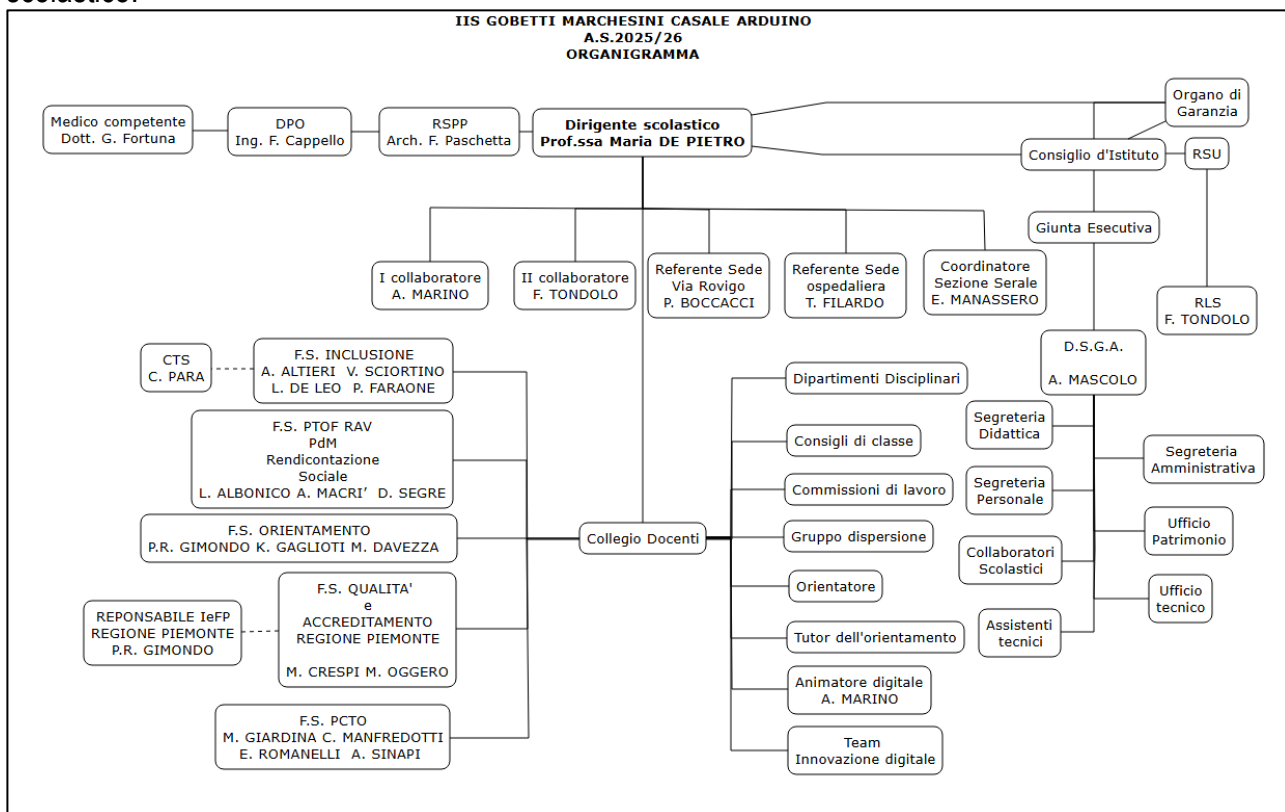 scolastico.
IIS GOBETTI MARCHESINI CASALE ARDUINO
A.S.2025/26
ORGANIGRAMMA
Medico competente
Dott. G. Fortuna
DPO
Ing. F. Cappello
RSPP
Arch. F. Paschetta
Dirigente scolastico
Prof.ssa Maria DE PIETRO
Organo di
Garanzia
Consiglio d'Istituto
RSU
Giunta Esecutiva
I collaboratore
A. MARINO
II collaboratore
F. TONDOLO
Referente Sede
Via Rovigo
P. BOCCACCI
Referente Sede
ospedaliera
T. FILARDO
Coordinatore
Sezione Serale
E. MANASSERO
RLS
F. TONDOLO
D.S.G.A.
A. MASCOLO
CTS
C. PARA
F.S. INCLUSIONE
A. ALTIERI V. SCIORTINO
L. DE LEO P. FARAONE
F.S. PTOF RAV
PdM
Rendicontazione
Sociale
L. ALBONICO A. MACRI’ D. SEGRE
F.S. ORIENTAMENTO
P.R. GIMONDO K. GAGLIOTI M. DAVEZZA
REPONSABILE IeFP
REGIONE PIEMONTE
P.R. GIMONDO
F.S. QUALITA'
e
ACCREDITAMENTO
REGIONE PIEMONTE
M. CRESPI M. OGGERO
F.S. PCTO
M. GIARDINA C. MANFREDOTTI
E. ROMANELLI A. SINAPI
Collegio Docenti
Dipartimenti Disciplinari
Consigli di classe
Commissioni di lavoro
Gruppo dispersione
Orientatore
Tutor dell'orientamento
Animatore digitale
A. MARINO
Team
Innovazione digitale
Segreteria
Didattica
Segreteria
Amministrativa
Segreteria
Personale
Ufficio
Patrimonio
Collaboratori
Scolastici
Ufficio
tecnico
Assistenti
tecnici